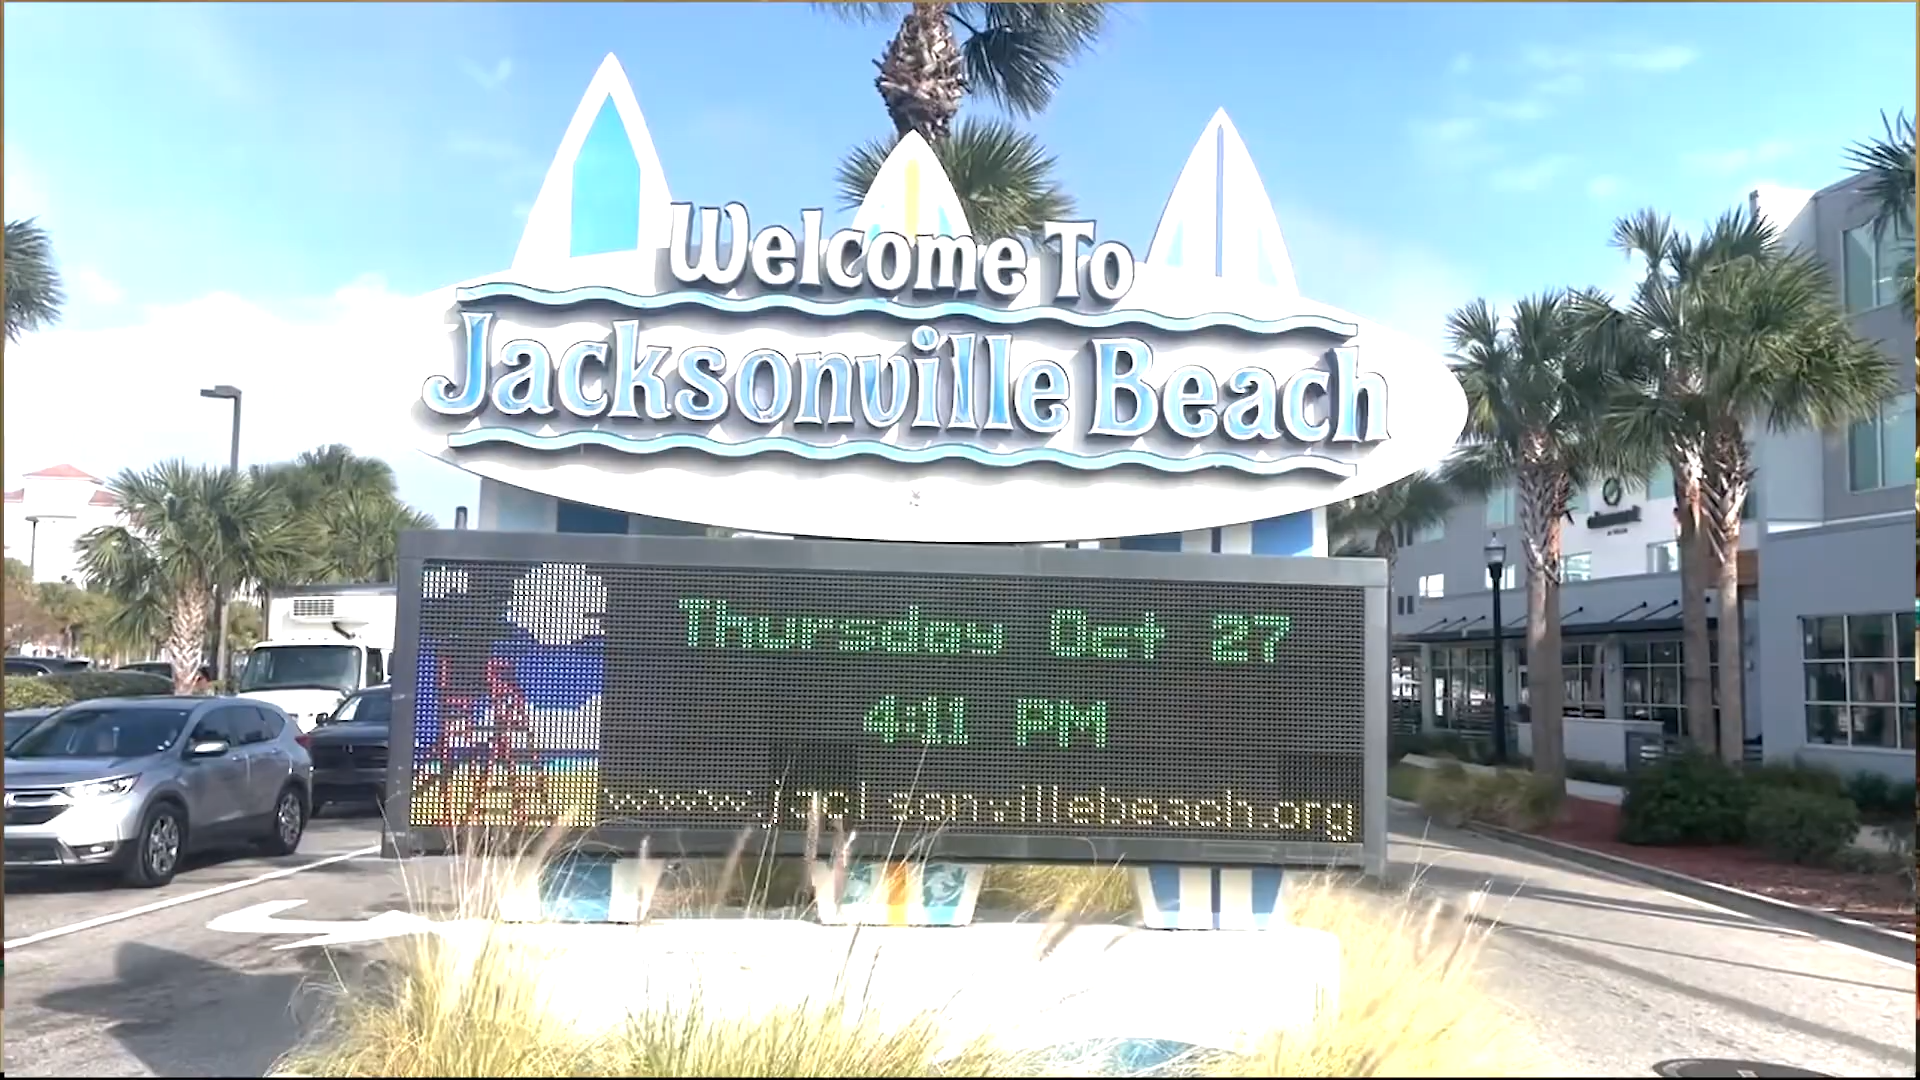 Welcome To
Jacksonville Beach
Thursday Oct 27
4:11 PM
www.jacksonvillebeach.org